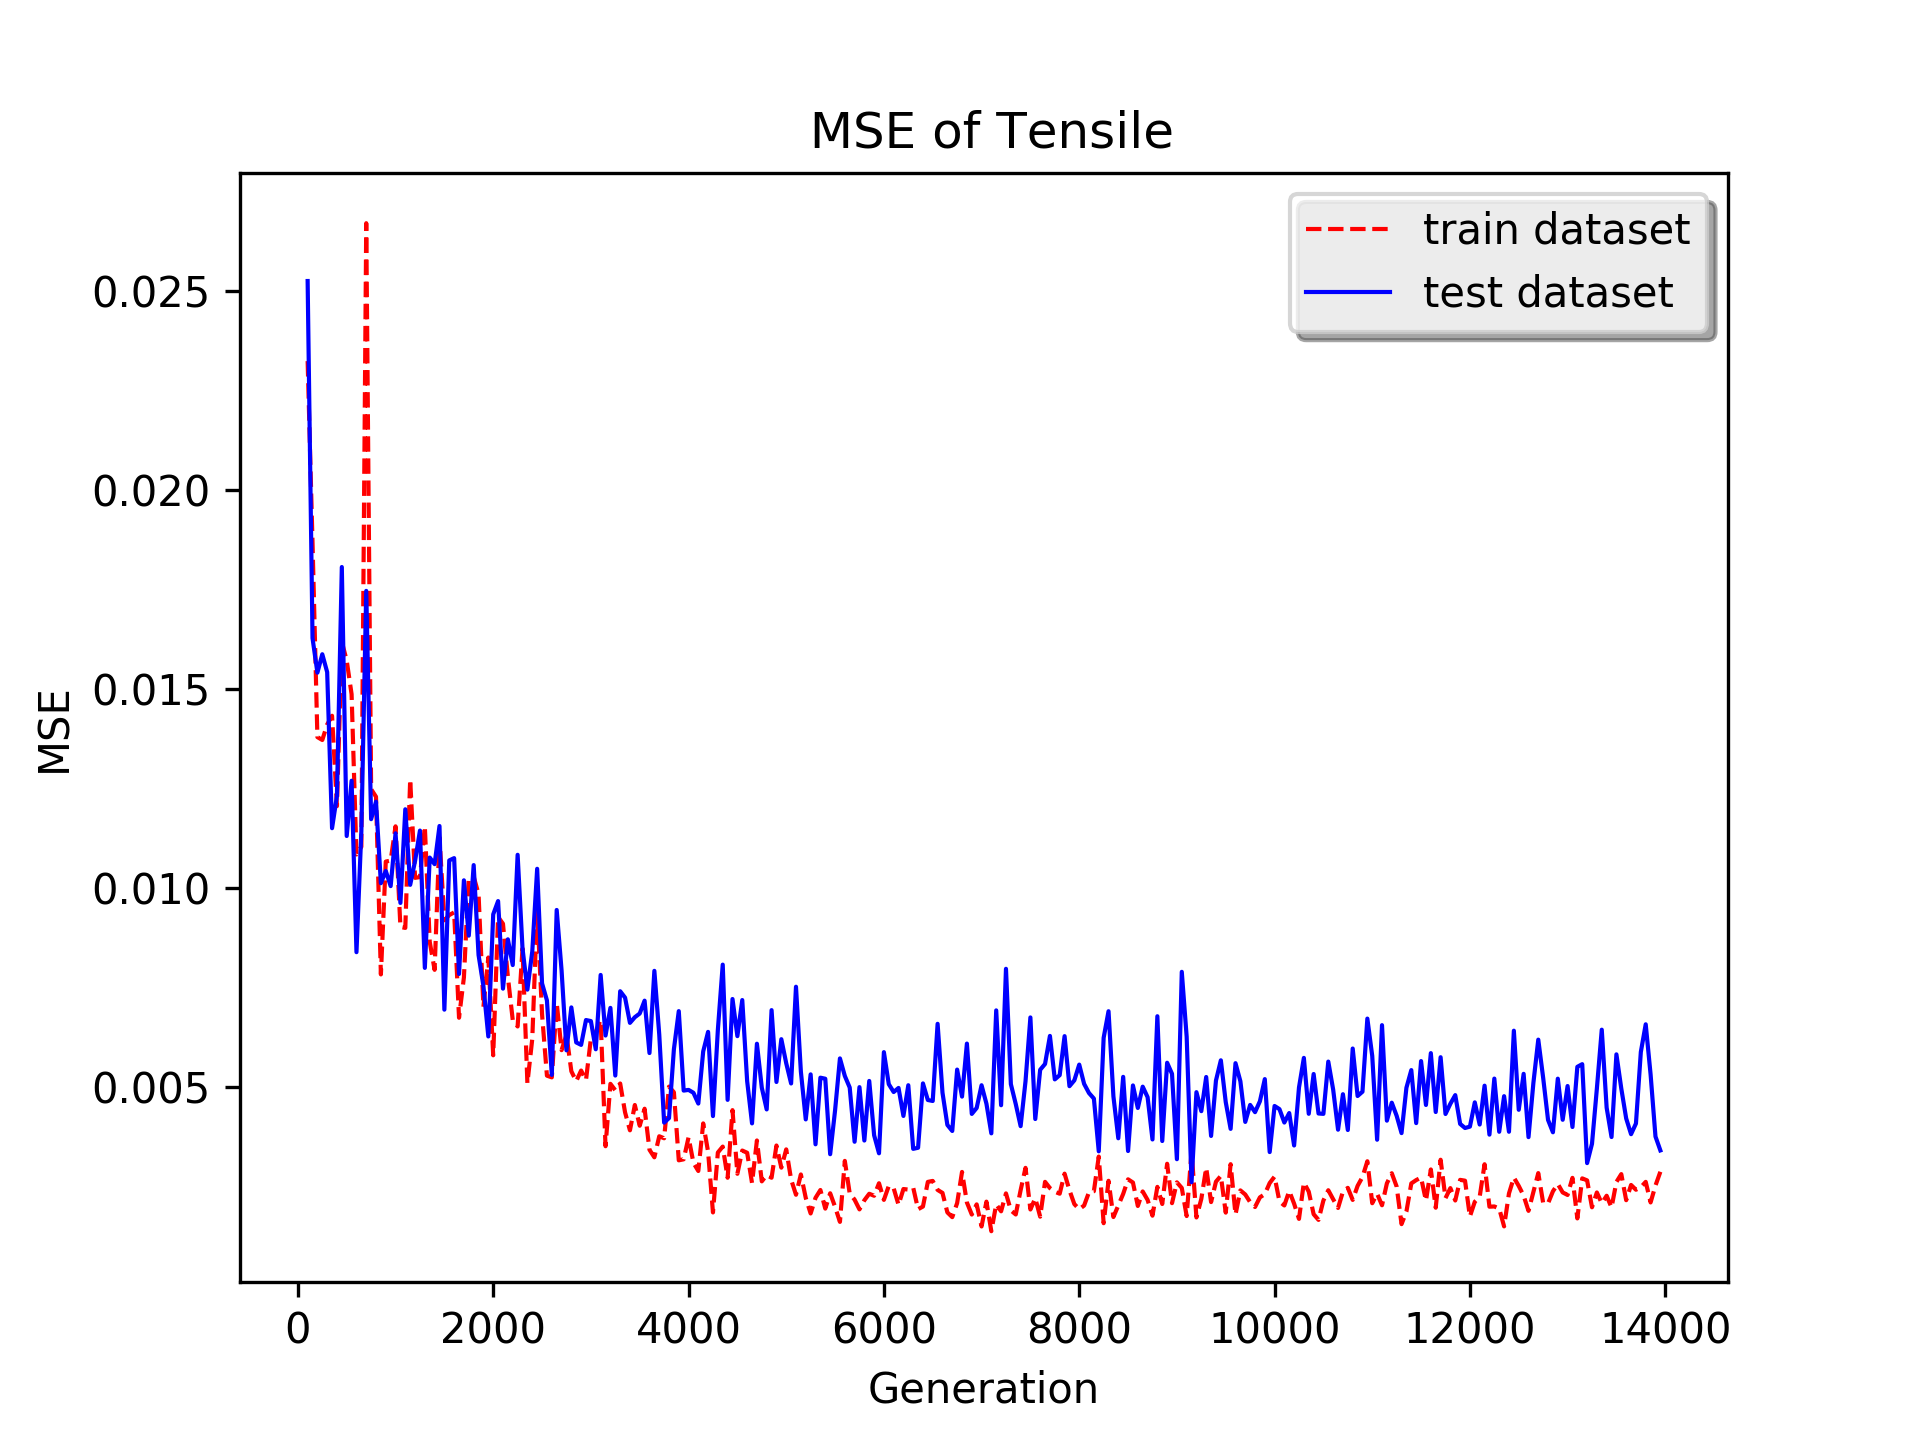 MSE of Tensile
train dataset
test dataset
0.025
0.020
0.015
0.010
0.005
MSE
0 2000 4000 6000 8000 10000 12000 14000
Generation